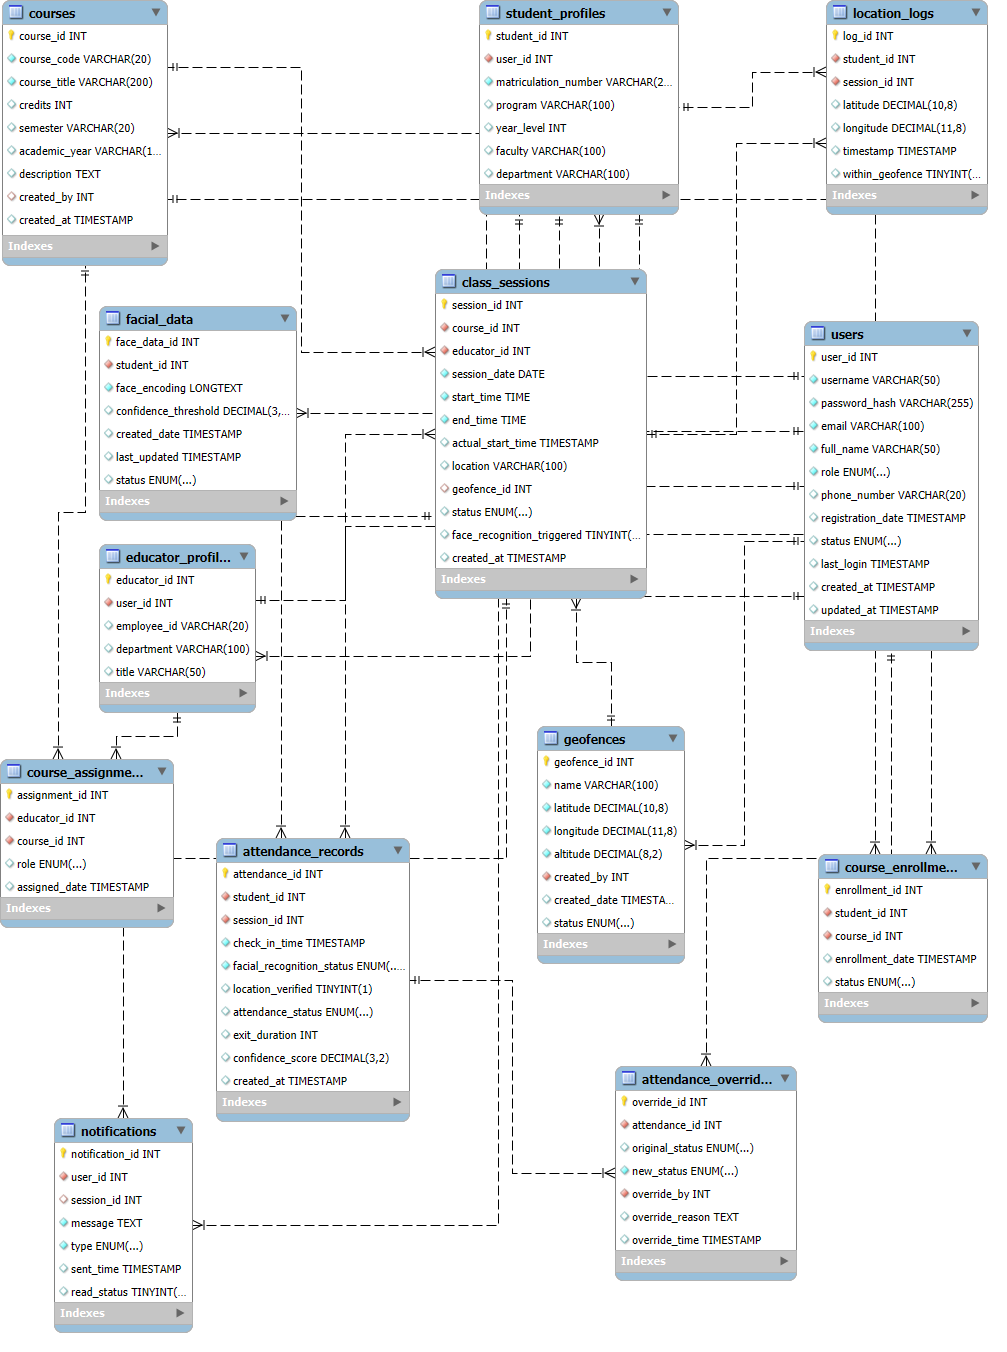 courses
course_id INT
course_code VARCHAR(20)
course_title VARCHAR(200)
credits INT
semester VARCHAR(20)
academic_year VARCHAR(1...
description TEXT
created_by INT
created_at TIMESTAMP
Indexes
student_profiles
student_id INT
user_id INT
matriculation_number VARCHAR(2...
program VARCHAR(100)
year_level INT
faculty VARCHAR(100)
department VARCHAR(100)
Indexes
location_logs
log_id INT
student_id INT
session_id INT
latitude DECIMAL(10,8)
longitude DECIMAL(11,8)
timestamp TIMESTAMP
within_geofence TINYINT(...
Indexes
class_sessions
session_id INT
course_id INT
educator_id INT
session_date DATE
start_time TIME
end_time TIME
actual_start_time TIMESTAMP
location VARCHAR(100)
geofence_id INT
status ENUM(...)
face_recognition_triggered TINYINT(...
created_at TIMESTAMP
Indexes
facial_data
face_data_id INT
student_id INT
face_encoding LONGTEXT
confidence_threshold DECIMAL(3,...
created_date TIMESTAMP
last_updated TIMESTAMP
status ENUM(...)
Indexes
users
user_id INT
username VARCHAR(50)
password_hash VARCHAR(255)
email VARCHAR(100)
full_name VARCHAR(50)
role ENUM(...)
phone_number VARCHAR(20)
registration_date TIMESTAMP
status ENUM(...)
last_login TIMESTAMP
created_at TIMESTAMP
updated_at TIMESTAMP
Indexes
educator_profil...
educator_id INT
user_id INT
employee_id VARCHAR(20)
department VARCHAR(100)
title VARCHAR(50)
Indexes
geofences
geofence_id INT
name VARCHAR(100)
latitude DECIMAL(10,8)
longitude DECIMAL(11,8)
altitude DECIMAL(8,2)
created_by INT
created_date TIMESTA...
status ENUM(...)
Indexes
course_assignme...
assignment_id INT
educator_id INT
course_id INT
role ENUM(...)
assigned_date TIMESTAMP
Indexes
attendance_records
attendance_id INT
student_id INT
session_id INT
check_in_time TIMESTAMP
facial_recognition_status ENUM(...
location_verified TINYINT(1)
attendance_status ENUM(...)
exit_duration INT
confidence_score DECIMAL(3,2)
created_at TIMESTAMP
Indexes
course_enrollme...
enrollment_id INT
student_id INT
course_id INT
enrollment_date TIMESTAMP
status ENUM(...)
Indexes
attendance_overrid...
override_id INT
attendance_id INT
original_status ENUM(...)
new_status ENUM(...)
override_by INT
override_reason TEXT
override_time TIMESTAMP
Indexes
notifications
notification_id INT
user_id INT
session_id INT
message TEXT
type ENUM(...)
sent_time TIMESTAMP
read_status TINYINT(...
Indexes